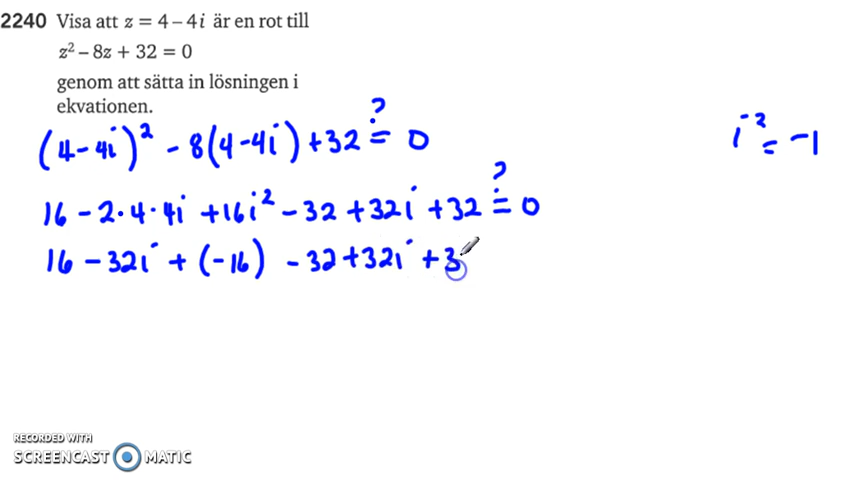 2240 Visa att z = 4 – 4i är en rot till
z² – 8z + 32 = 0
genom att sätta in lösningen i
ekvationen.
(4-4i)² - 8(4-4i) + 32 ≟ 0
i² = -1
16 - 2·4·4i + 16i² - 32 + 32i + 32 ≟ 0
16 - 32i + (-16) - 32 + 32i + 3
RECORDED WITH
SCREENCAST MATIC